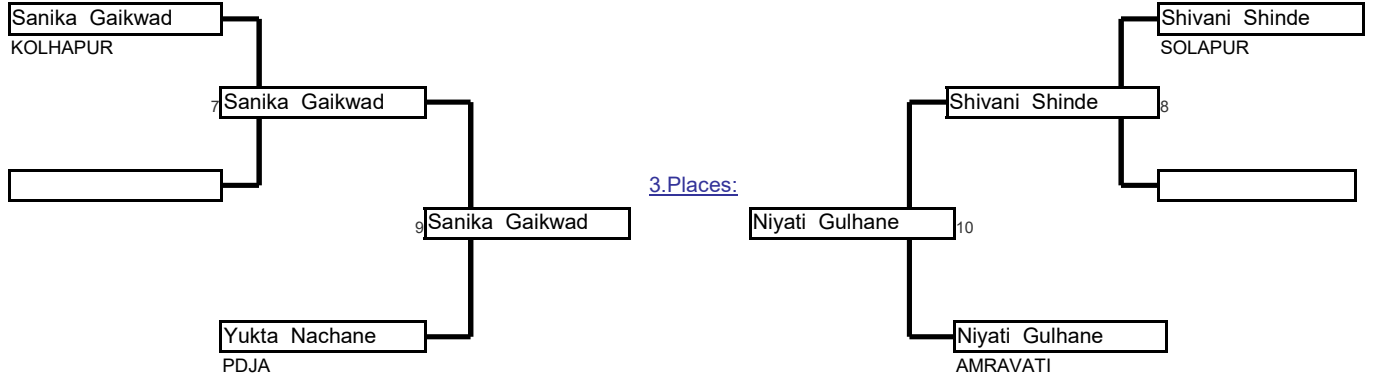 Sanika Gaikwad
KOLHAPUR
Shivani Shinde
SOLAPUR
7
Sanika Gaikwad
Shivani Shinde
8
3.Places:
9
Sanika Gaikwad
Niyati Gulhane
10
Yukta Nachane
PDJA
Niyati Gulhane
AMRAVATI